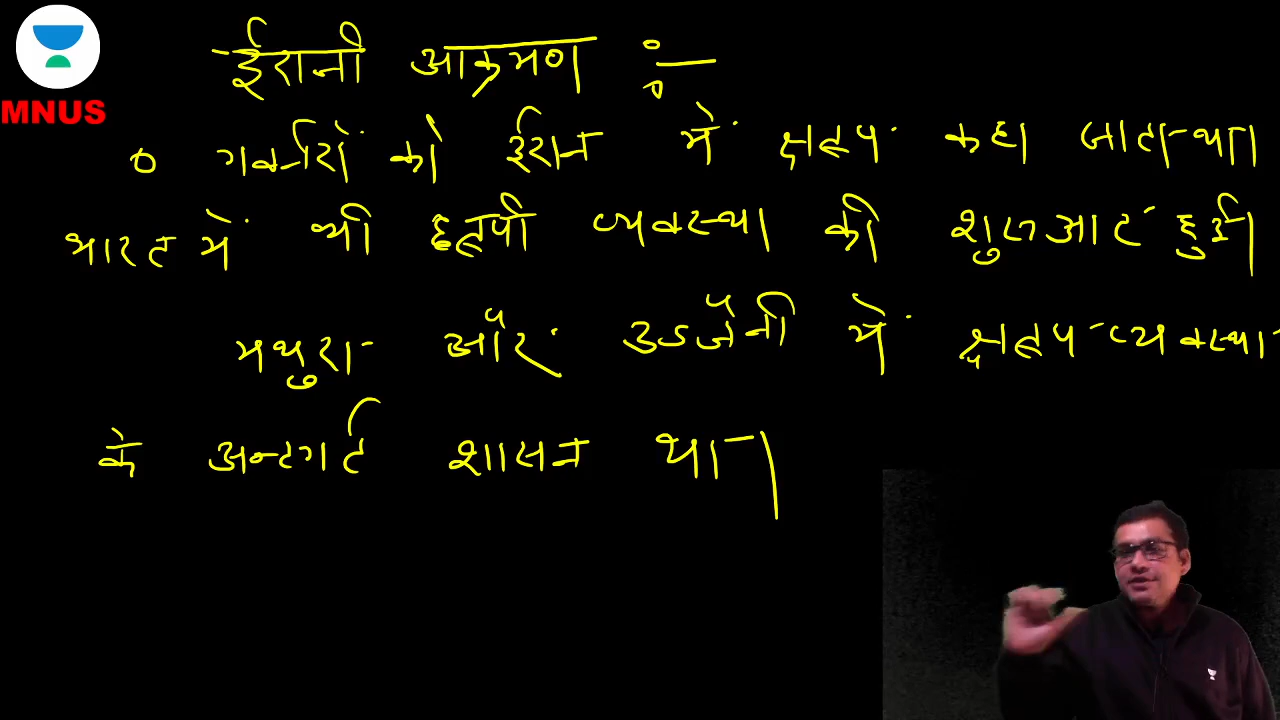 MNUS
ईरानी आक्रमण :-
० गवर्नरों को ईरान में क्षत्रप कहा जाता था।
भारत में भी क्षत्रपी व्यवस्था की शुरुआत हुई।
मथुरा और उज्जैनी में क्षत्रप व्यवस्था
के अन्तर्गत शासन था।